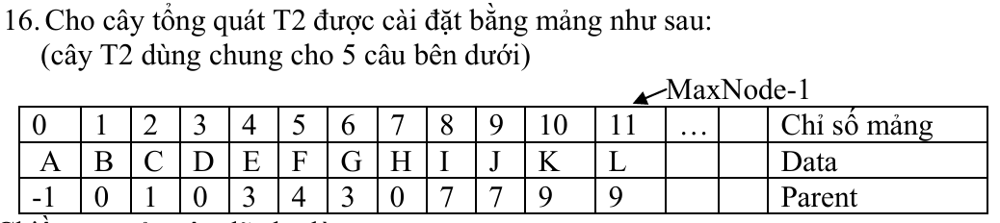 16. Cho cây tổng quát T2 được cài đặt bằng mảng như sau:
(cây T2 dùng chung cho 5 câu bên dưới)
MaxNode-1
0 1 2 3 4 5 6 7 8 9 10 11 ... Chỉ số mảng
A B C D E F G H I J K L Data
-1 0 1 0 3 4 3 0 7 7 9 9 Parent